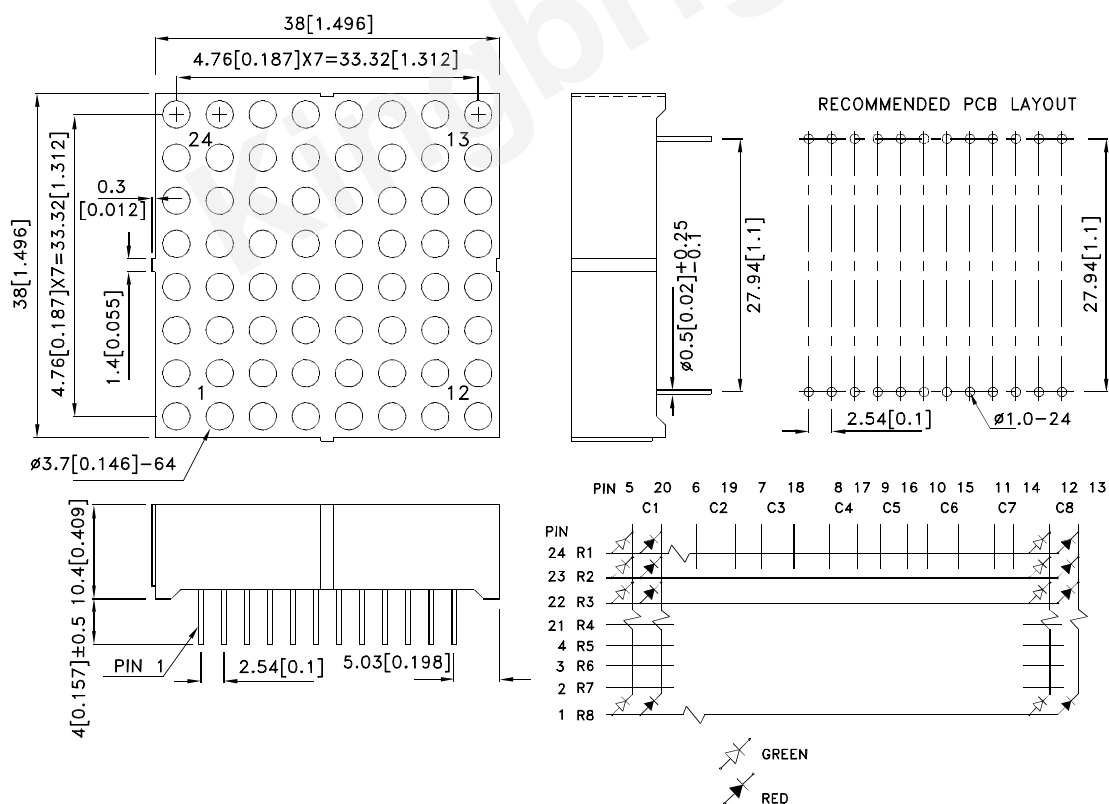 38[1.496]
4.76[0.187]X7=33.32[1.312]
24
13
0.3
[0.012]
38[1.496]
4.76[0.187]X7=33.32[1.312]
1.4[0.055]
1
12
ø3.7[0.146]-64
ø0.5[0.02]+0.25
-0.1
27.94[1.1]
RECOMMENDED PCB LAYOUT
27.94[1.1]
2.54[0.1]
ø1.0-24
10.4[0.409]
4[0.157]±0.5
PIN 1
2.54[0.1]
5.03[0.198]
PIN 5 20 6 19 7 18 8 17 9 16 10 15 11 14 12 13
C1 C2 C3 C4 C5 C6 C7 C8
PIN
24 R1
23 R2
22 R3
21 R4
4 R5
3 R6
2 R7
1 R8
GREEN
RED